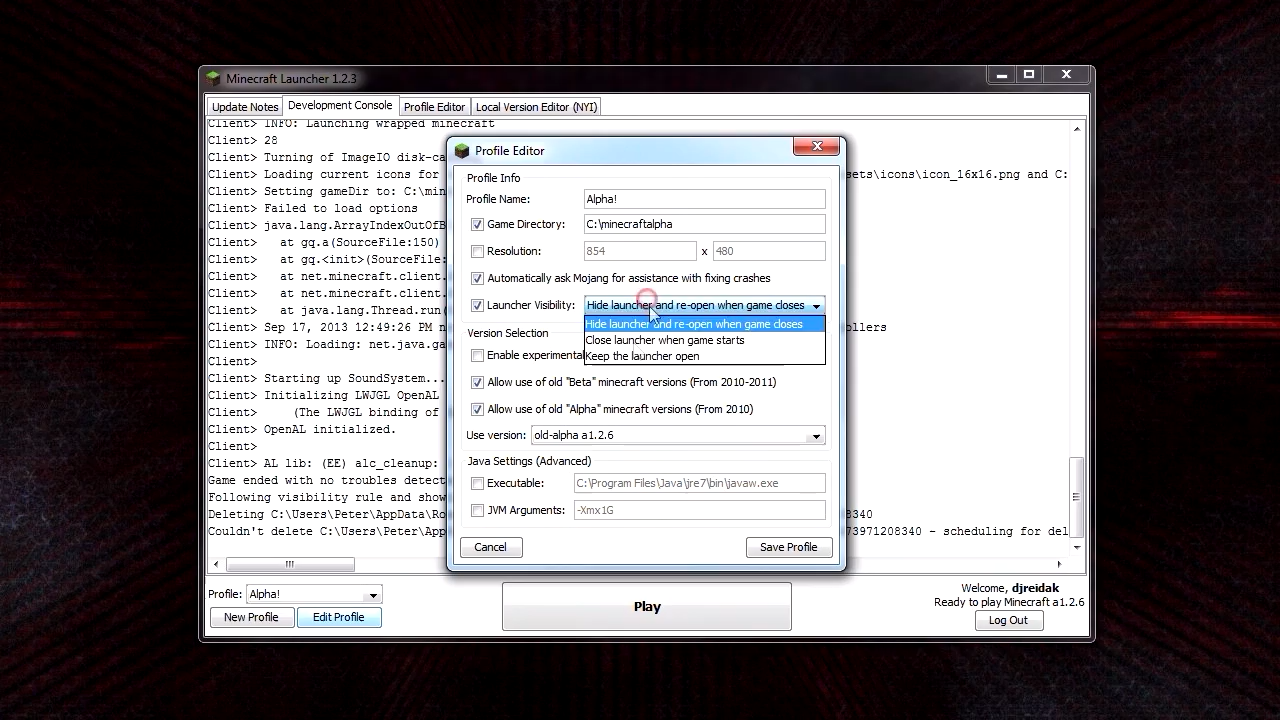 Minecraft Launcher 1.2.3
Update Notes Development Console Profile Editor Local Version Editor (NYI)
Client> INFO: Launching wrapped minecraft
Client> 28
Client> Turning of ImageIO disk-ca
Client> Loading current icons for sets\icons\icon_16x16.png and C:
Client> Setting gameDir to: C:\min
Client> Failed to load options
Client> java.lang.ArrayIndexOutOfB
Client> at gq.a(SourceFile:150)
Client> at gq.<init>(SourceFile:
Client> at net.minecraft.client.
Client> at net.minecraft.client.
Client> at java.lang.Thread.run(
Client> Sep 17, 2013 12:49:26 PM n ollers
Client> INFO: Loading: net.java.ga
Client>
Client> Starting up SoundSystem...
Client> Initializing LWJGL OpenAL
Client> (The LWJGL binding of
Client> OpenAL initialized.
Client>
Client> AL lib: (EE) alc_cleanup:
Game ended with no troubles detect
Following visibility rule and show
Deleting C:\Users\Peter\AppData\Ro 8340
Couldn't delete C:\Users\Peter\App 73971208340 - scheduling for del
Profile Editor
Profile Info
Profile Name: Alpha!
Game Directory: C:\minecraftalpha
Resolution: 854 x 480
Automatically ask Mojang for assistance with fixing crashes
Launcher Visibility: Hide launcher and re-open when game closes
Hide launcher and re-open when game closes
Close launcher when game starts
Keep the launcher open
Version Selection
Enable experimental
Allow use of old "Beta" minecraft versions (From 2010-2011)
Allow use of old "Alpha" minecraft versions (From 2010)
Use version: old-alpha a1.2.6
Java Settings (Advanced)
Executable: C:\Program Files\Java\jre7\bin\javaw.exe
JVM Arguments: -Xmx1G
Cancel Save Profile
Profile: Alpha!
New Profile Edit Profile
Play
Welcome, djreidak
Ready to play Minecraft a1.2.6
Log Out